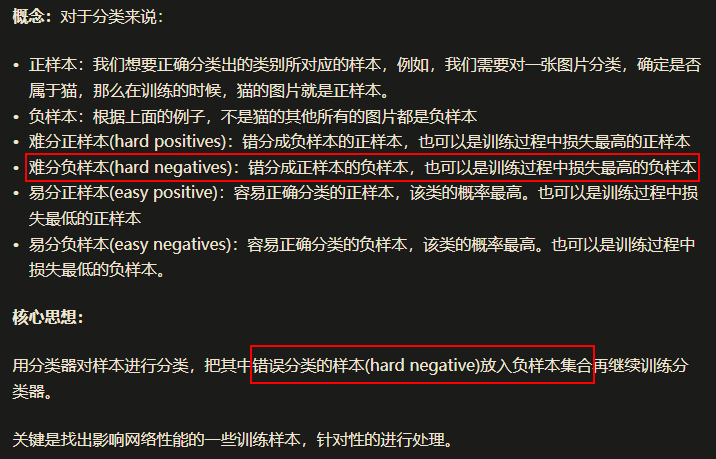 概念：对于分类来说：
• 正样本：我们想要正确分类出的类别所对应的样本，例如，我们需要对一张图片分类，确定是否
属于猫，那么在训练的时候，猫的图片就是正样本。
• 负样本：根据上面的例子，不是猫的其他所有的图片都是负样本
• 难分正样本(hard positives)：错分成负样本的正样本，也可以是训练过程中损失最高的正样本
• 难分负样本(hard negatives)：错分成正样本的负样本，也可以是训练过程中损失最高的负样本
• 易分正样本(easy positive)：容易正确分类的正样本，该类的概率最高。也可以是训练过程中损
失最低的正样本
• 易分负样本(easy negatives)：容易正确分类的负样本，该类的概率最高。也可以是训练过程中
损失最低的负样本。
核心思想：
用分类器对样本进行分类，把其中错误分类的样本(hard negative)放入负样本集合再继续训练分
类器。
关键是找出影响网络性能的一些训练样本，针对性的进行处理。